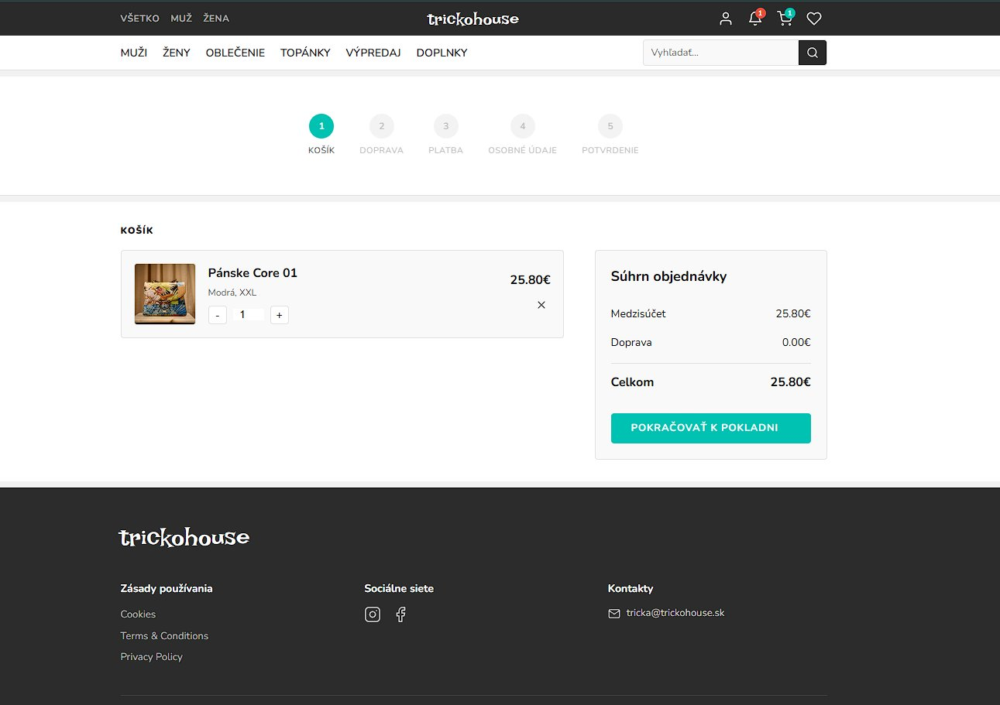 VŠETKO MUŽ ŽENA trickohouse 1 1
MUŽI ŽENY OBLEČENIE TOPÁNKY VÝPREDAJ DOPLNKY Vyhľadať...
1 2 3 4 5
KOŠÍK DOPRAVA PLATBA OSOBNÉ ÚDAJE POTVRDENIE
KOŠÍK
Pánske Core 01
25.80€
Modrá, XXL
- 1 +
Súhrn objednávky
Medzisúčet 25.80€
Doprava 0.00€
Celkom 25.80€
POKRAČOVAŤ K POKLADNI
trickohouse
Zásady používania
Cookies
Terms & Conditions
Privacy Policy
Sociálne siete
Kontakty
tricka@trickohouse.sk